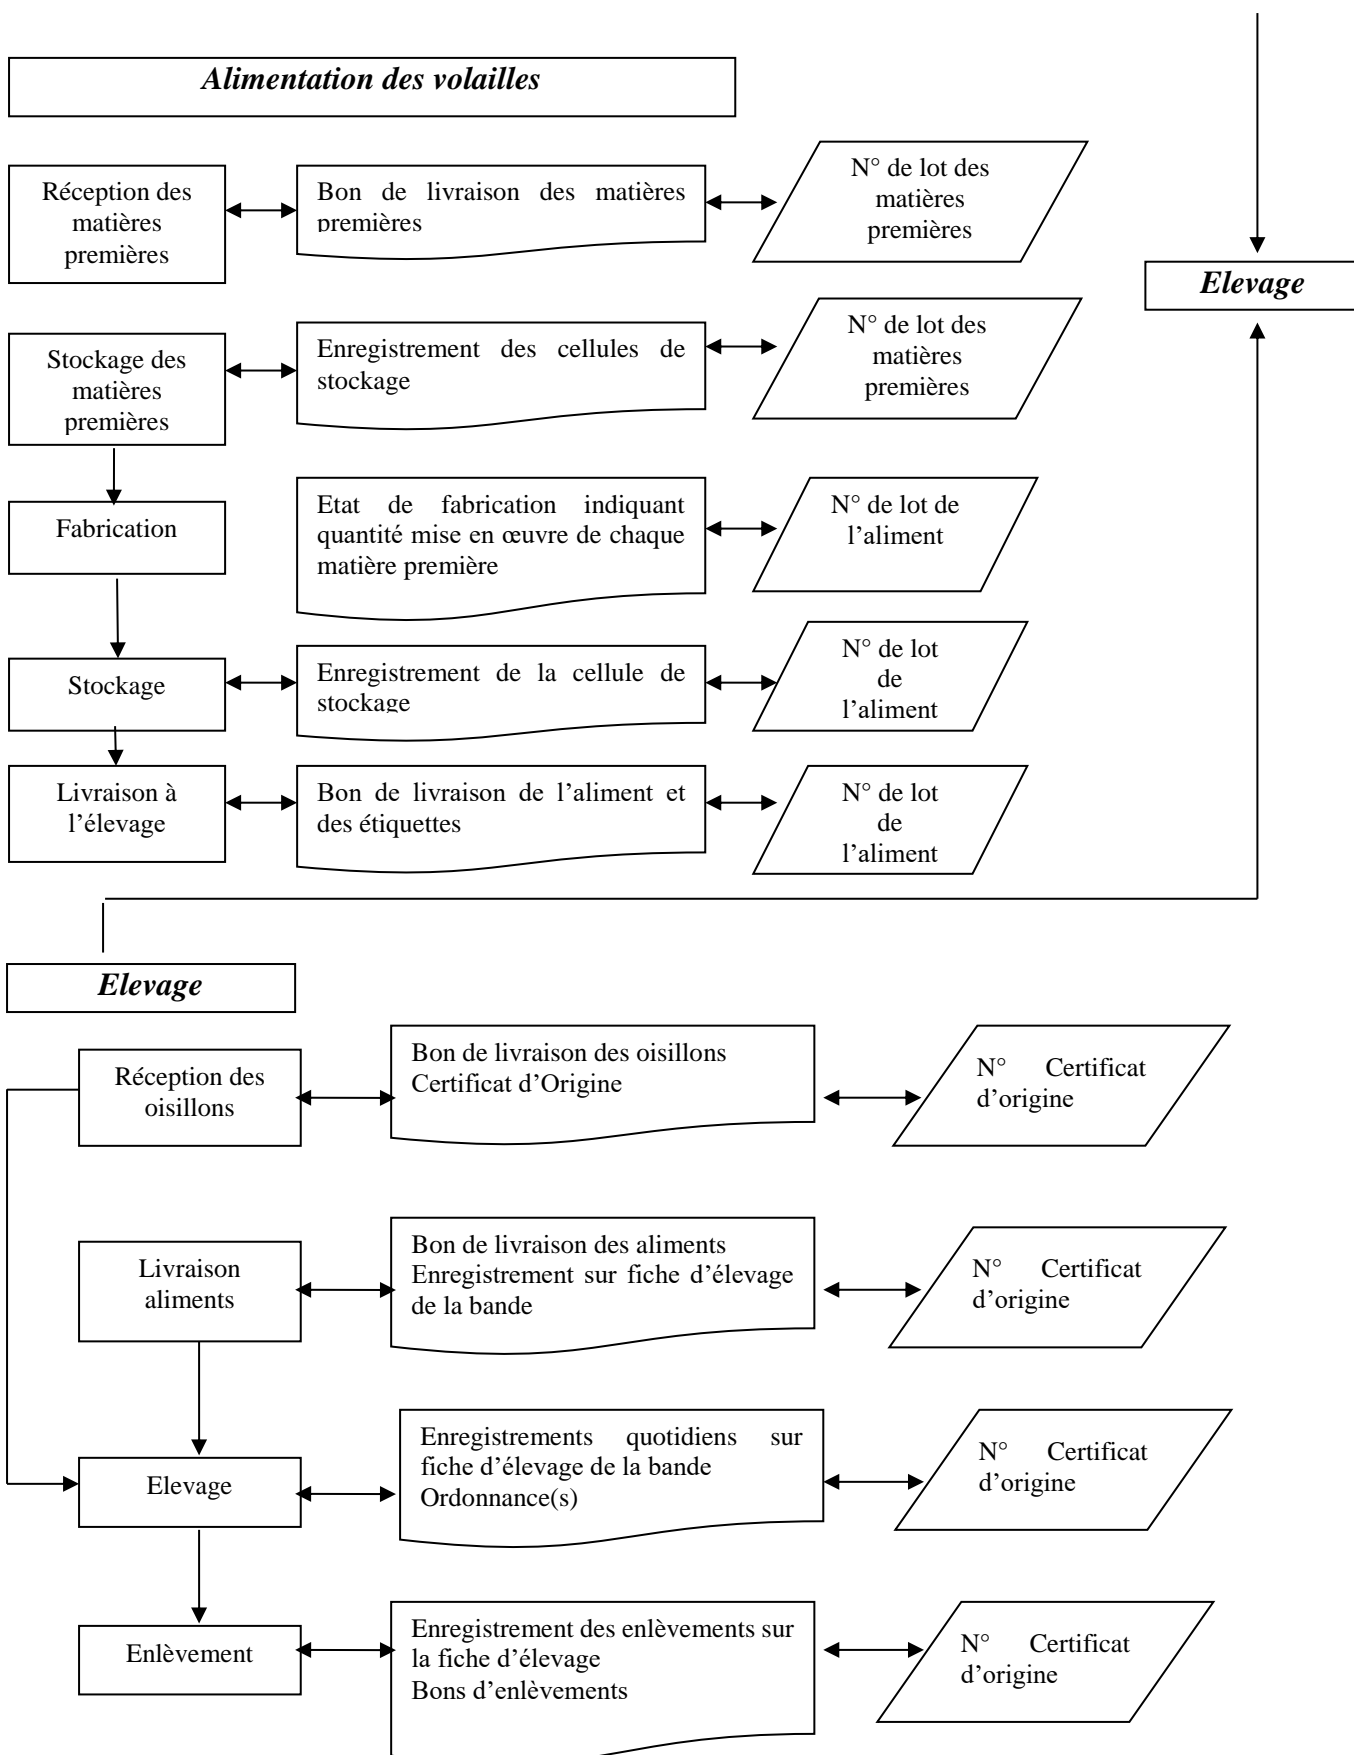 Alimentation des volailles
Réception des
matières
premières
Bon de livraison des matières
premières
N° de lot des
matières
premières
Elevage
Stockage des
matières
premières
Enregistrement des cellules de
stockage
N° de lot des
matières
premières
Fabrication
Etat de fabrication indiquant
quantité mise en œuvre de chaque
matière première
N° de lot de
l’aliment
Stockage
Enregistrement de la cellule de
stockage
N° de lot
de
l’aliment
Livraison à
l’élevage
Bon de livraison de l’aliment et
des étiquettes
N° de lot
de
l’aliment
Elevage
Réception des
oisillons
Bon de livraison des oisillons
Certificat d’Origine
N° Certificat
d’origine
Livraison
aliments
Bon de livraison des aliments
Enregistrement sur fiche d’élevage
de la bande
N° Certificat
d’origine
Elevage
Enregistrements quotidiens sur
fiche d’élevage de la bande
Ordonnance(s)
N° Certificat
d’origine
Enlèvement
Enregistrement des enlèvements sur
la fiche d’élevage
Bons d’enlèvements
N° Certificat
d’origine